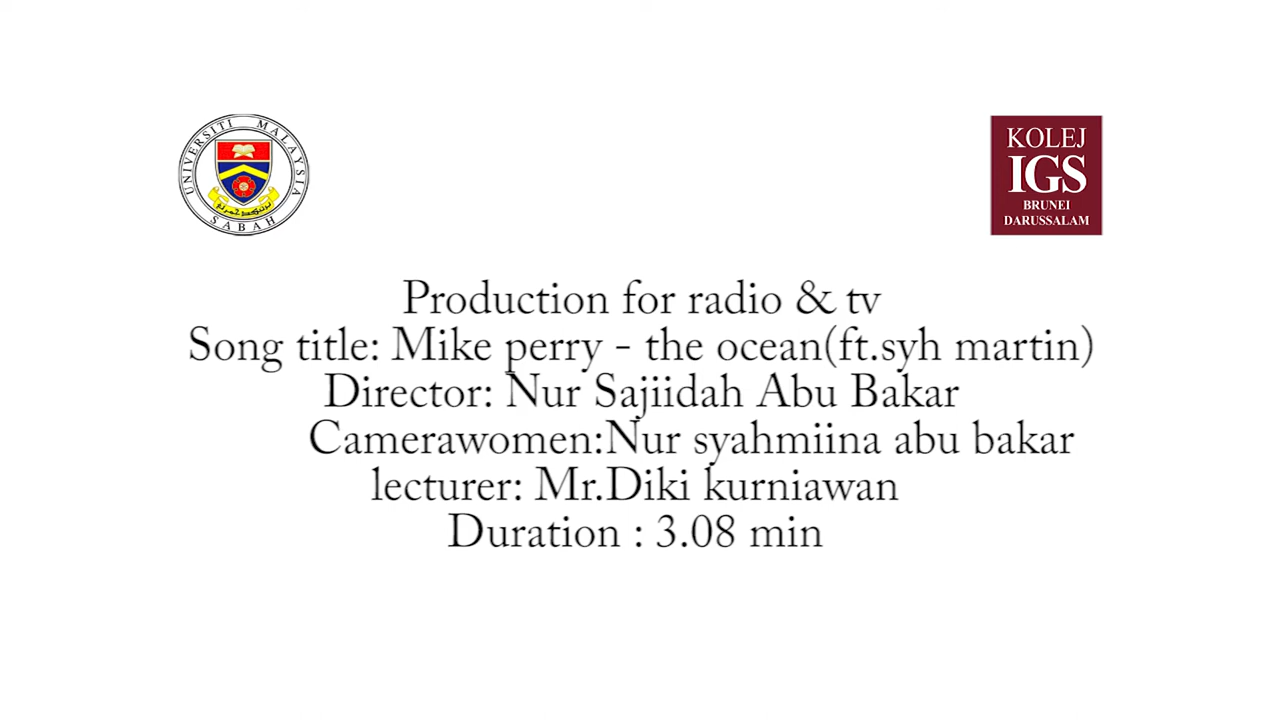 UNIVERSITI MALAYSIA
SABAH
KOLEJ
IGS
BRUNEI
DARUSSALAM
Production for radio & tv
Song title: Mike perry - the ocean(ft.syh martin)
Director: Nur Sajiidah Abu Bakar
Camerawomen:Nur syahmiina abu bakar
lecturer: Mr.Diki kurniawan
Duration : 3.08 min